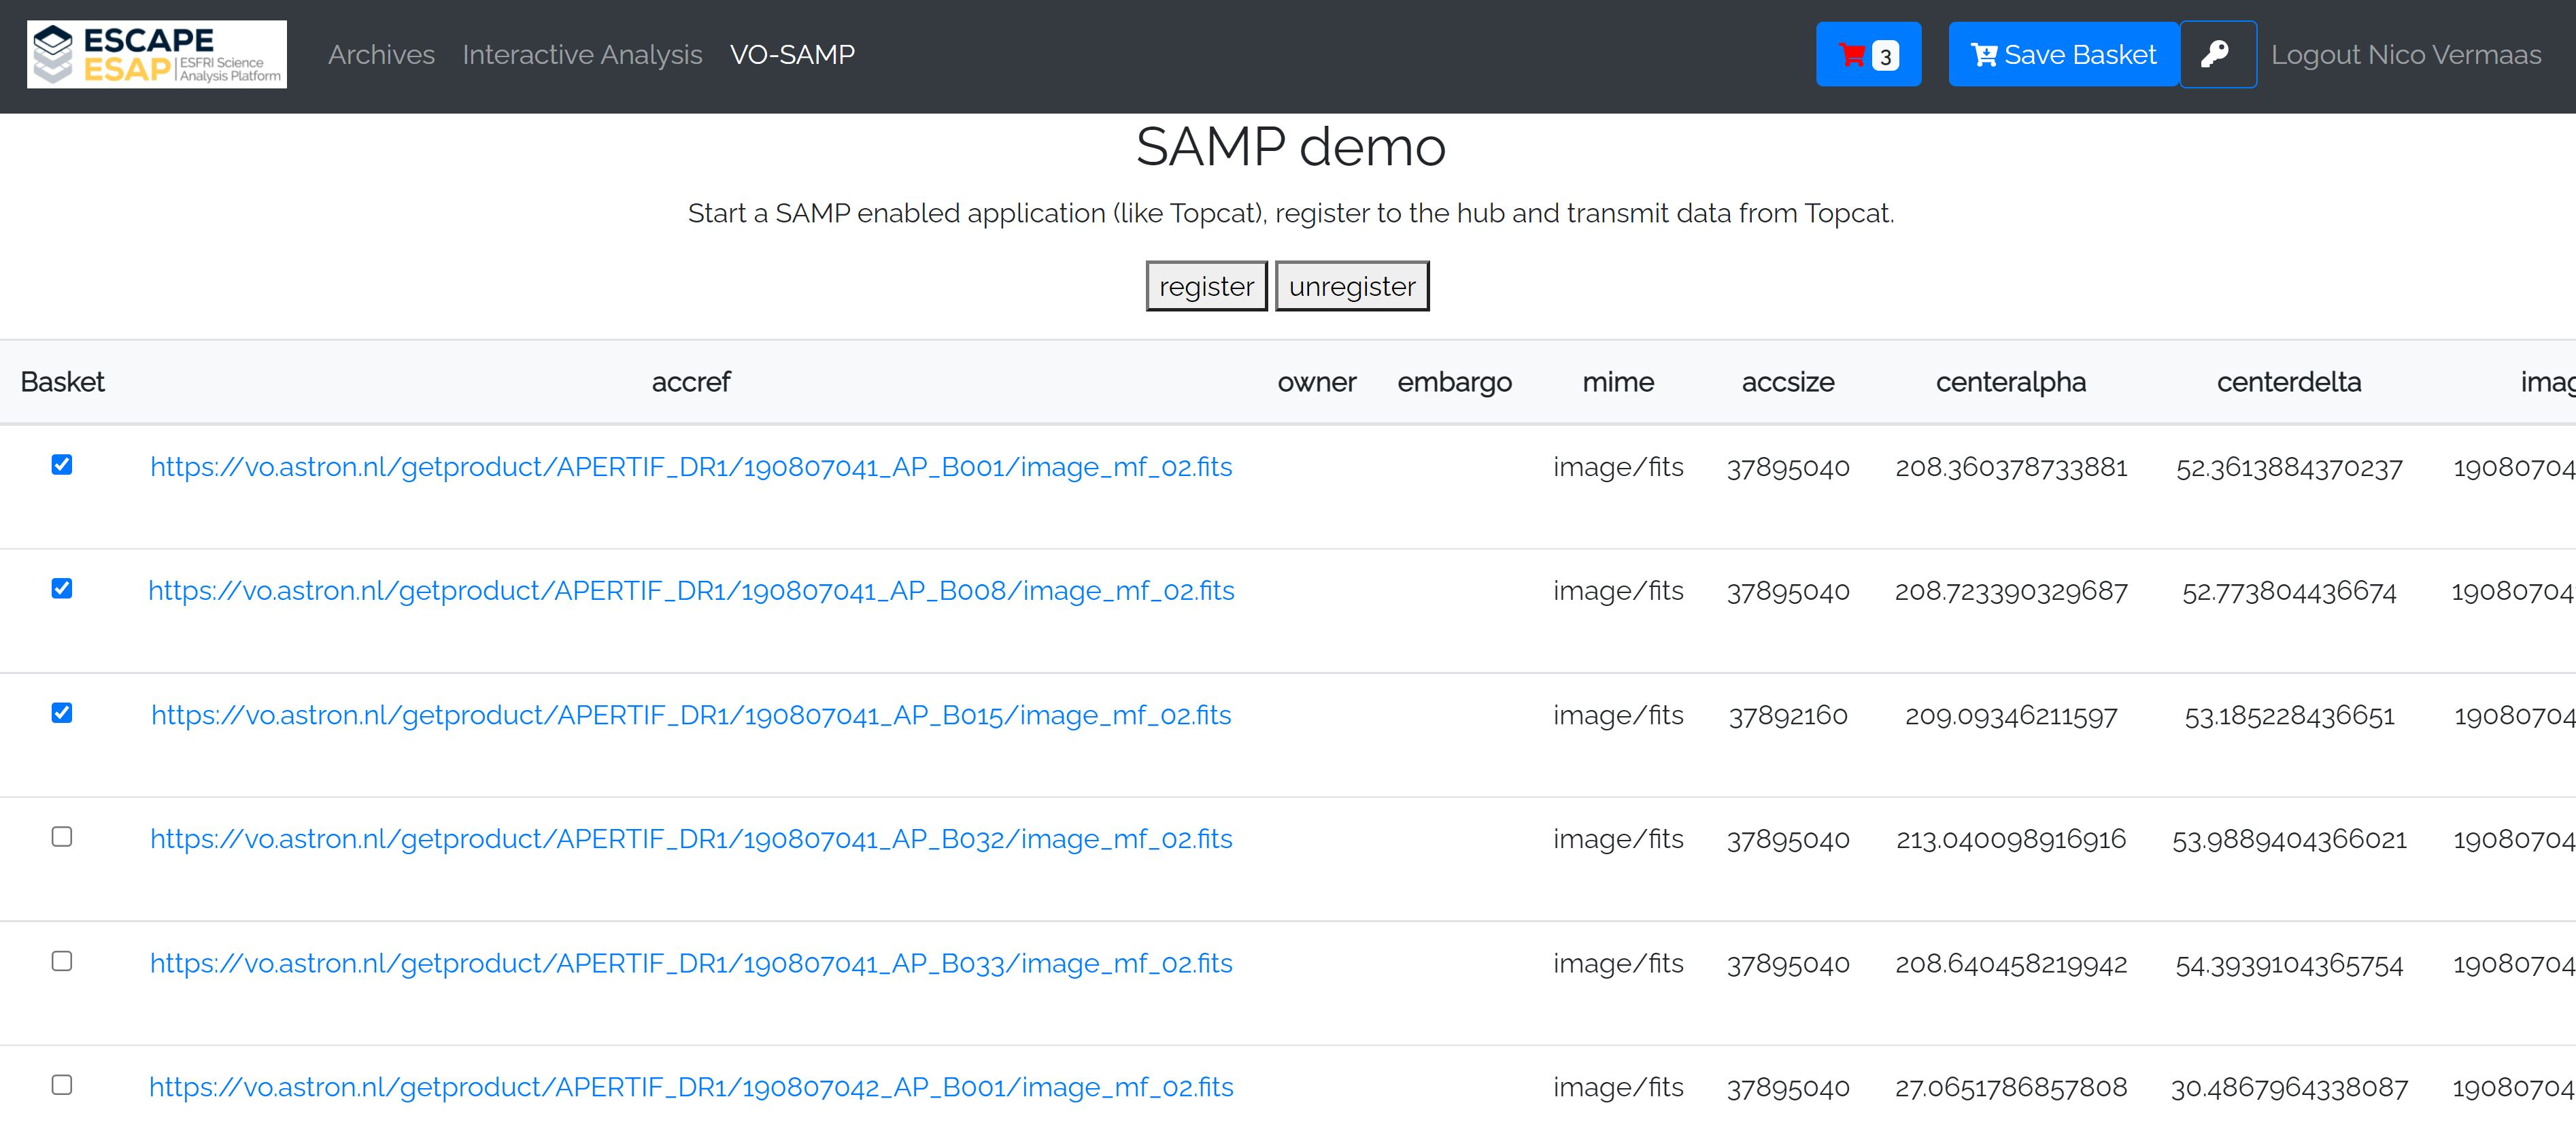 ESCAPE
ESAP ESFRI Science Analysis Platform
Archives Interactive Analysis VO-SAMP 3 Save Basket Logout Nico Vermaas
SAMP demo
Start a SAMP enabled application (like Topcat), register to the hub and transmit data from Topcat.
register unregister
Basket accref owner embargo mime accsize centeralpha centerdelta imag
https://vo.astron.nl/getproduct/APERTIF_DR1/190807041_AP_B001/image_mf_02.fits image/fits 37895040 208.360378733881 52.3613884370237 19080704
https://vo.astron.nl/getproduct/APERTIF_DR1/190807041_AP_B008/image_mf_02.fits image/fits 37895040 208.723390329687 52.773804436674 19080704
https://vo.astron.nl/getproduct/APERTIF_DR1/190807041_AP_B015/image_mf_02.fits image/fits 37892160 209.09346211597 53.185228436651 19080704
https://vo.astron.nl/getproduct/APERTIF_DR1/190807041_AP_B032/image_mf_02.fits image/fits 37895040 213.040098916916 53.9889404366021 19080704
https://vo.astron.nl/getproduct/APERTIF_DR1/190807041_AP_B033/image_mf_02.fits image/fits 37895040 208.640458219942 54.3939104365754 19080704
https://vo.astron.nl/getproduct/APERTIF_DR1/190807042_AP_B001/image_mf_02.fits image/fits 37895040 27.0651786857808 30.4867964338087 19080704